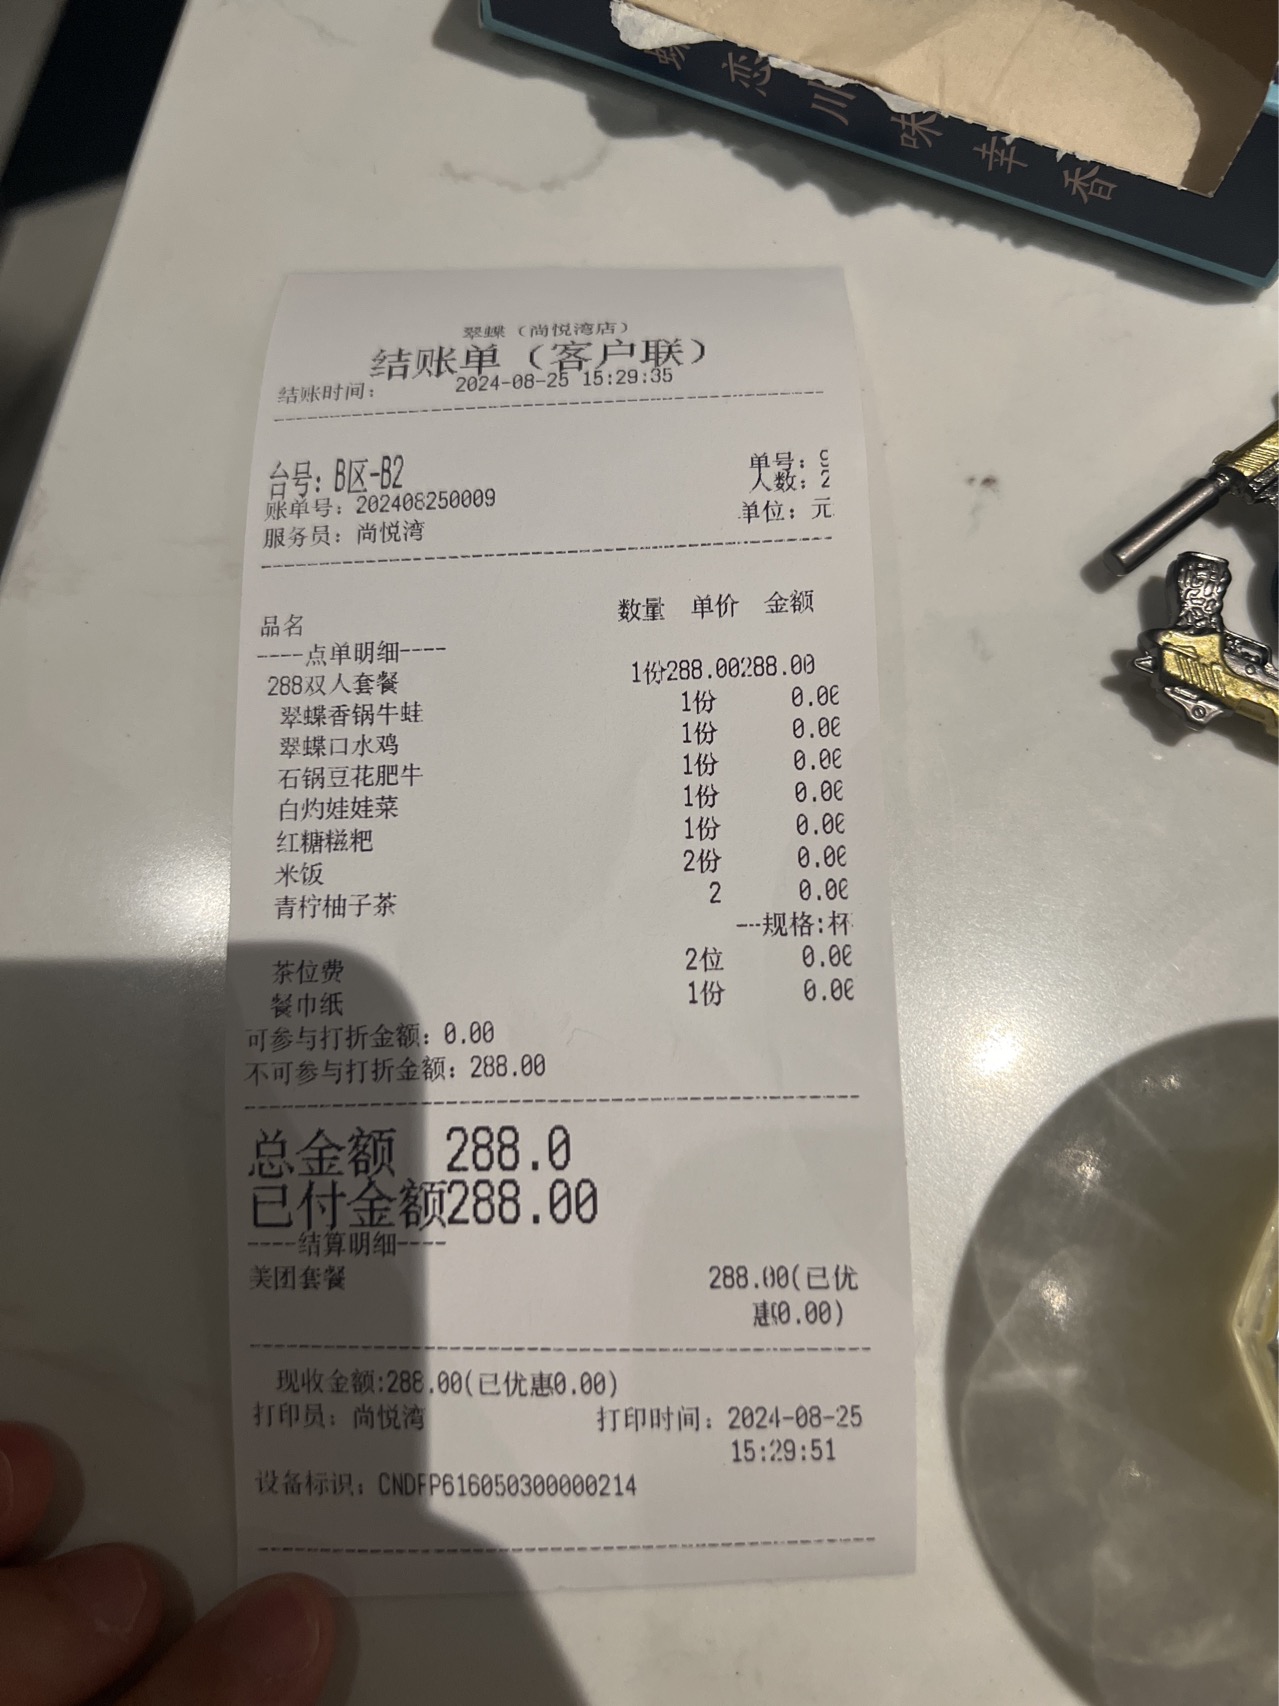 恋川味幸香
翠蝶（尚悦湾店）
结账单（客户联）
结账时间： 2024-08-25 15:29:35
台号：B区-B2 单号：9
账单号：202408250009 人数：2
服务员：尚悦湾 单位：元
品名 数量 单价 金额
----点单明细----
288双人套餐 1份288.00288.00
翠蝶香锅牛蛙 1份 0.00
翠蝶口水鸡 1份 0.00
石锅豆花肥牛 1份 0.00
白灼娃娃菜 1份 0.00
红糖糍粑 1份 0.00
米饭 2份 0.00
青柠柚子茶 2 0.00
---规格:杯
茶位费 2位 0.00
餐巾纸 1份 0.00
可参与打折金额：0.00
不可参与打折金额：288.00
总金额 288.0
已付金额288.00
----结算明细----
美团套餐 288.00(已优
惠0.00)
现收金额:288.00(已优惠0.00)
打印员：尚悦湾 打印时间：2024-08-25
15:29:51
设备标识：CNDFP616050300000214